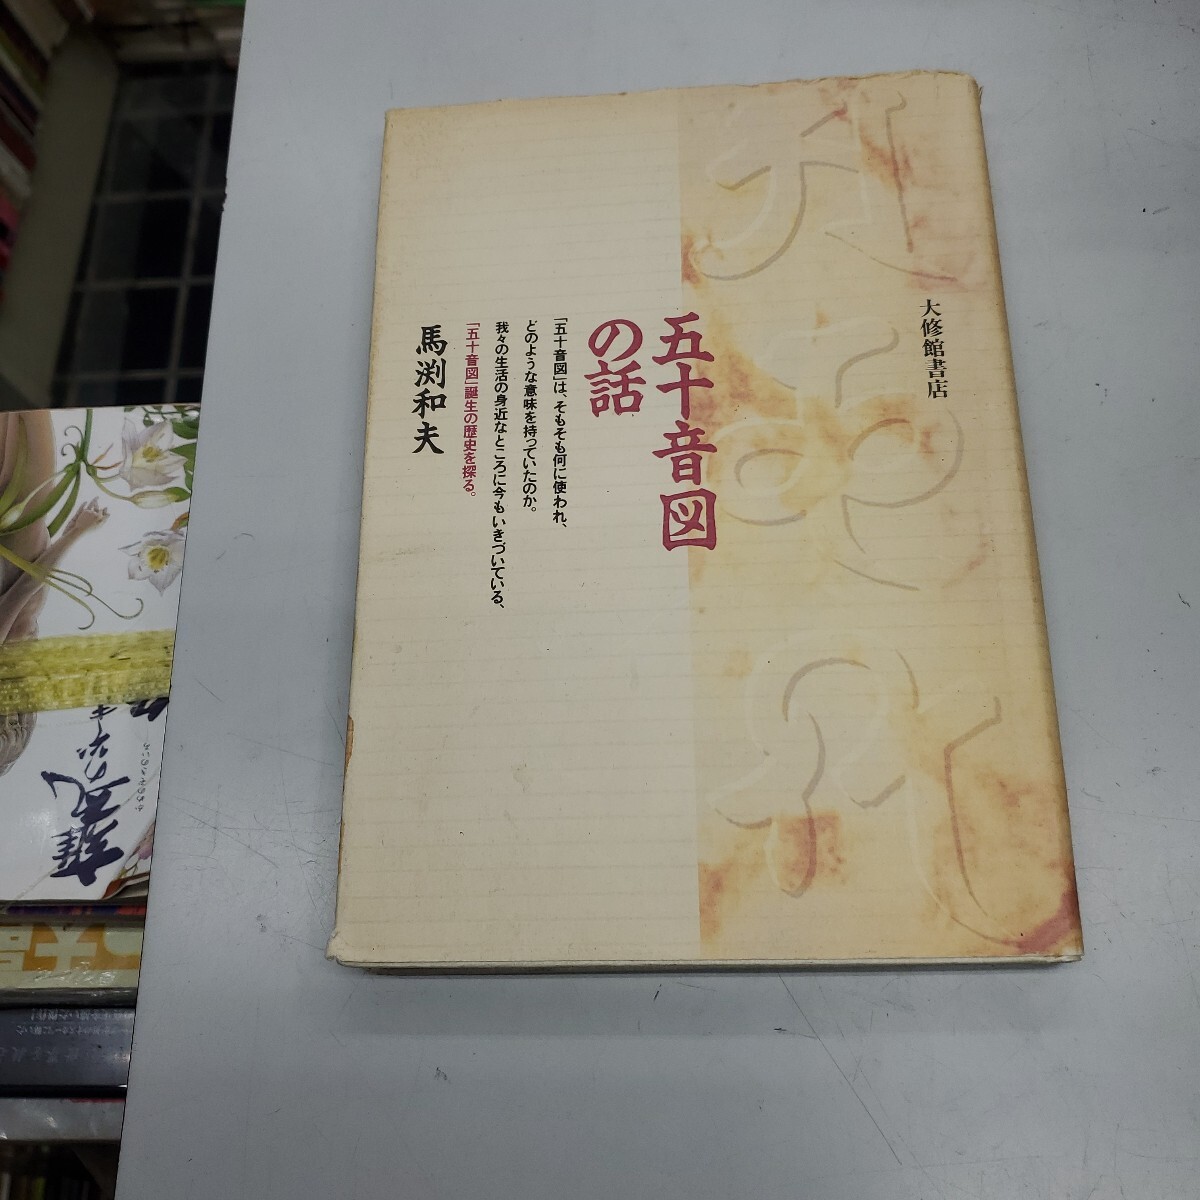 大修館書店
五十音図
の話
「五十音図」は、そもそも何に使われ、
どのような意味を持っていたのか。
我々の生活の身近なところに今もいきづいている、
「五十音図」誕生の歴史を探る。
馬渕和夫